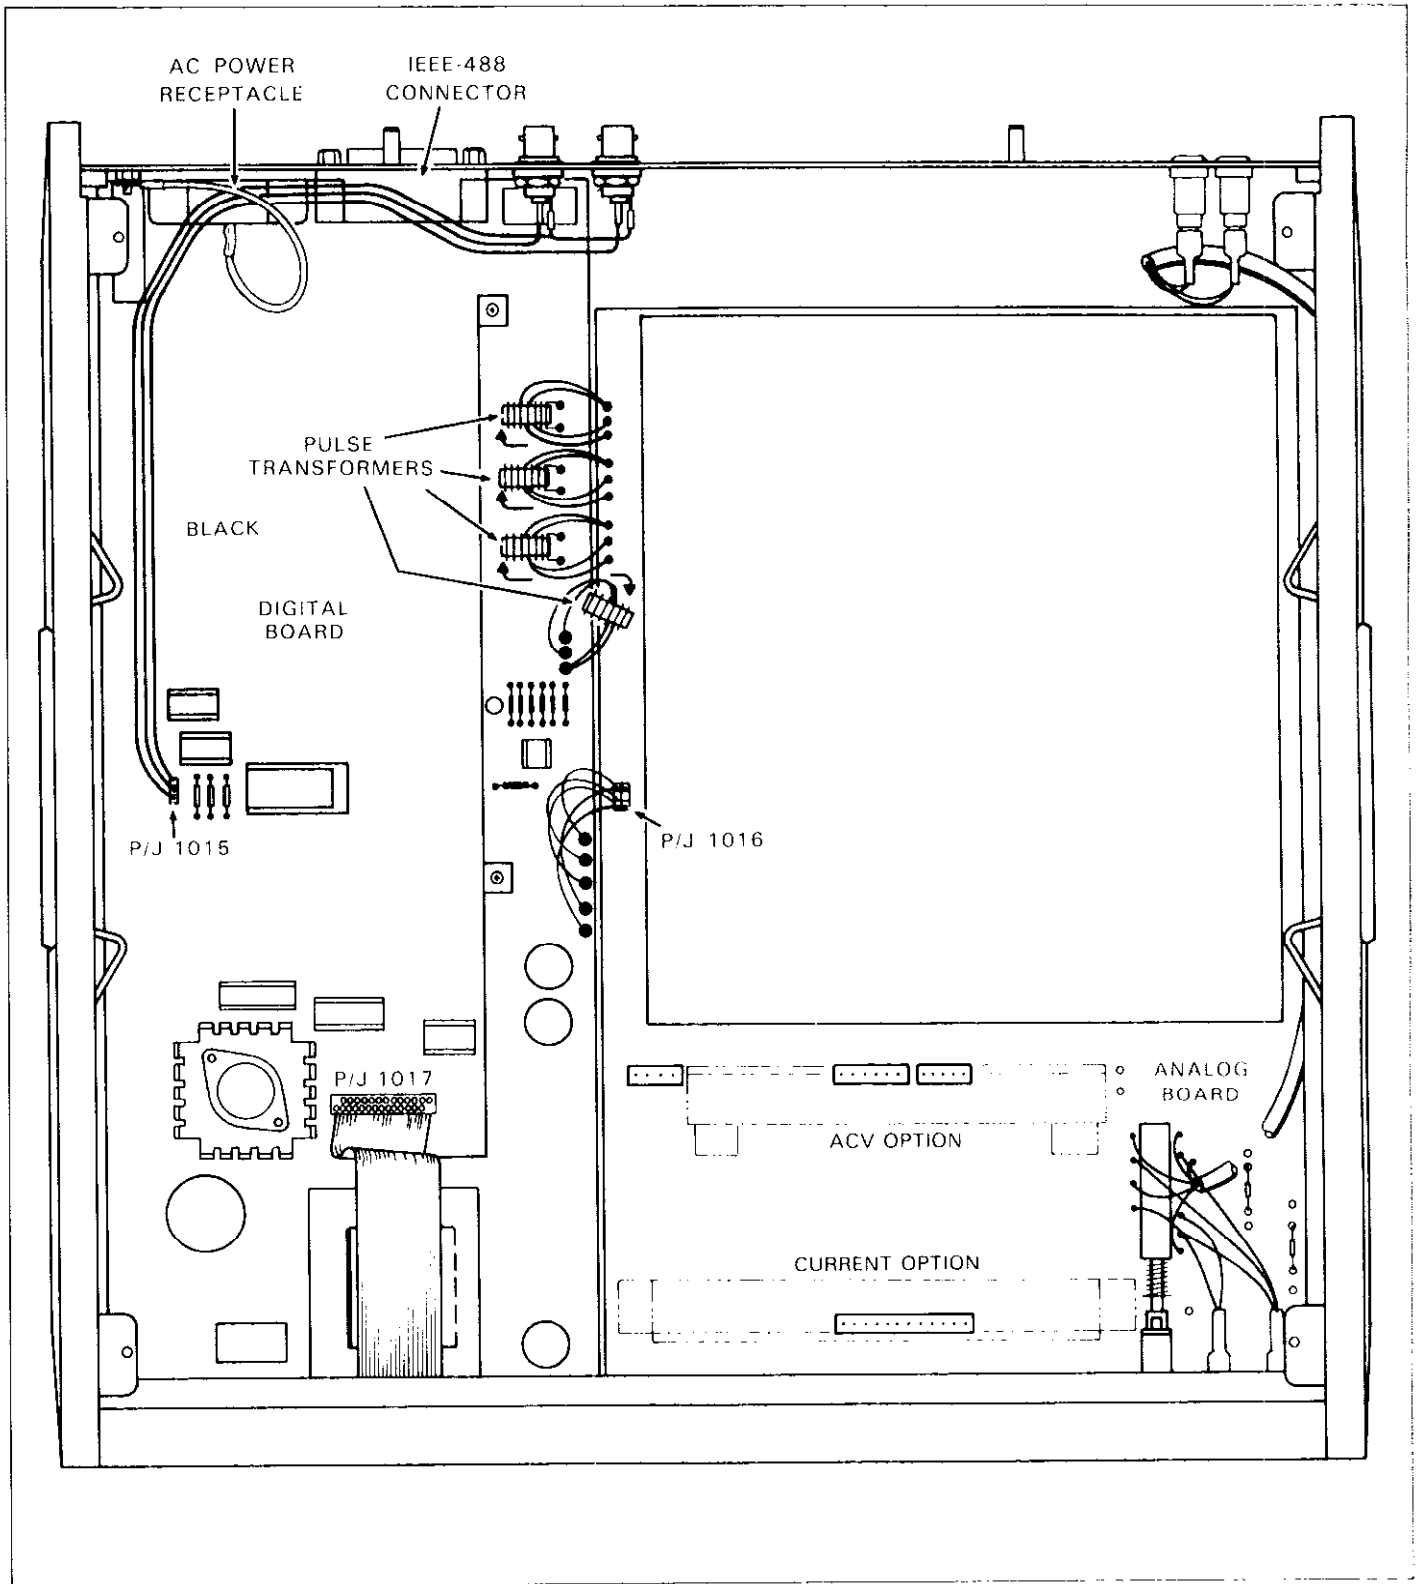 AC POWER
RECEPTACLE
IEEE-488
CONNECTOR
PULSE
TRANSFORMERS
BLACK
DIGITAL
BOARD
P/J 1015
P/J 1016
P/J 1017
ANALOG
BOARD
ACV OPTION
CURRENT OPTION